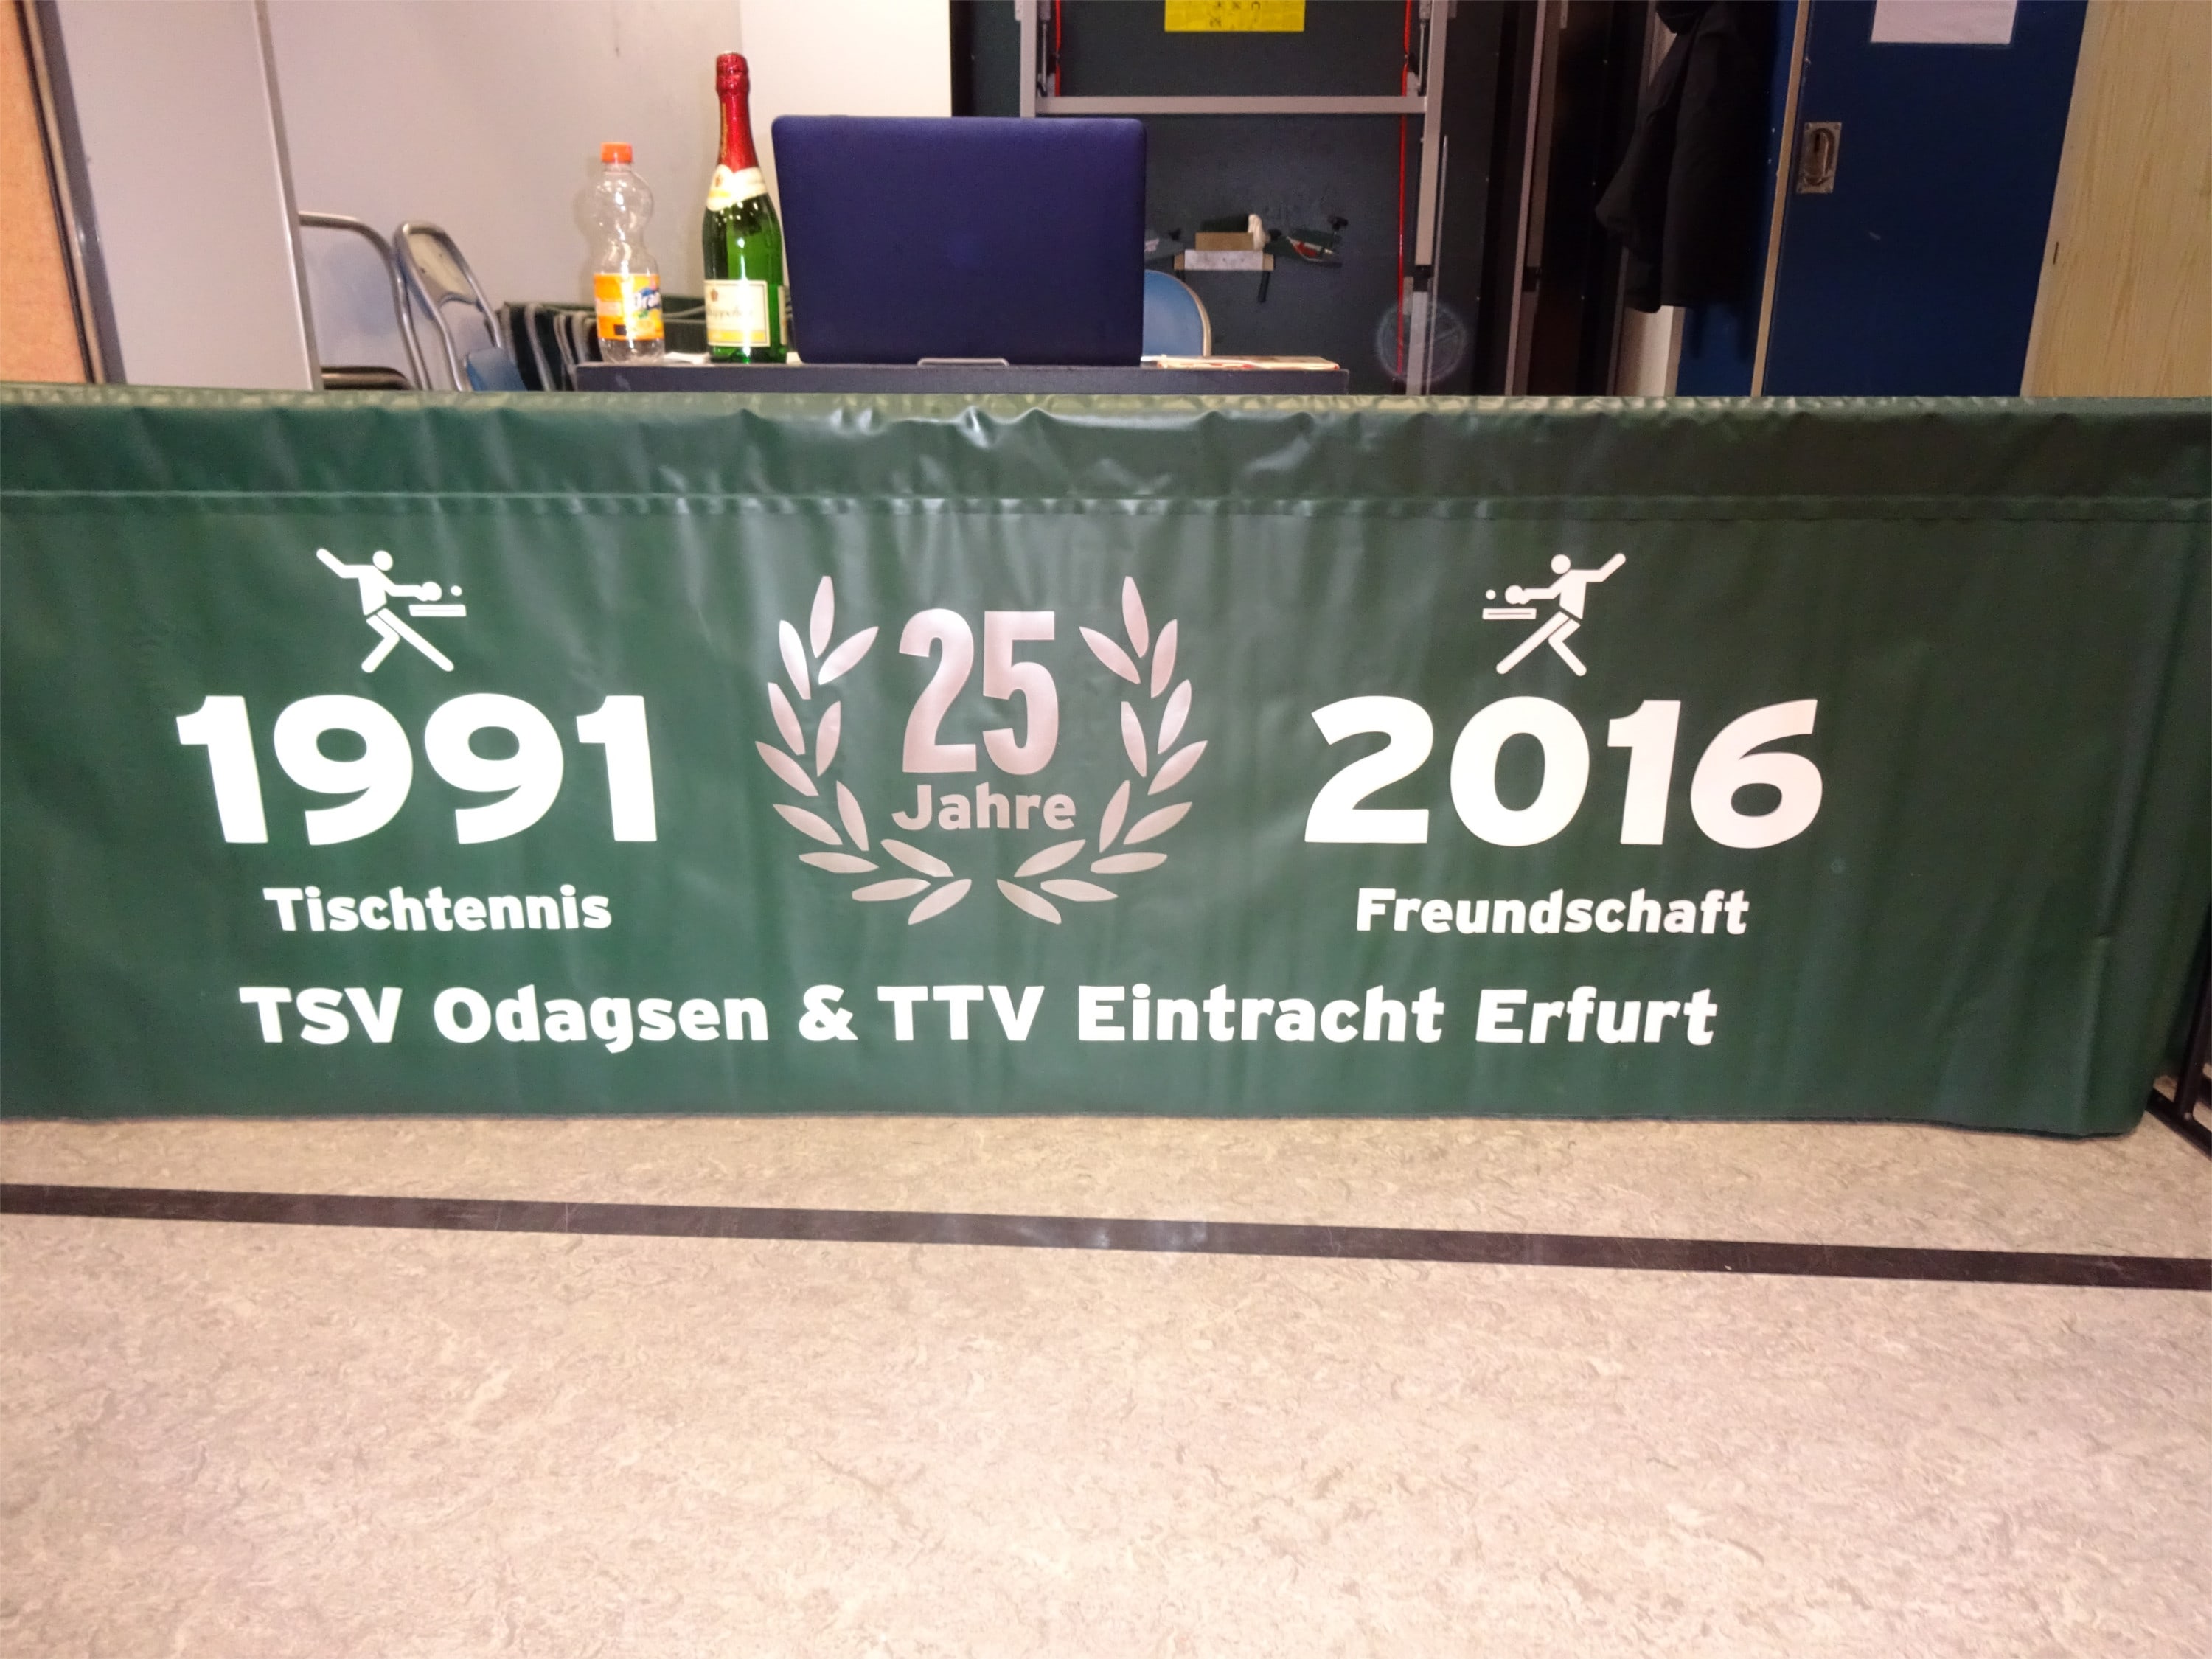 25
Jahre
1991
2016
Tischtennis
Freundschaft
TSV Odagsen & TTV Eintracht Erfurt